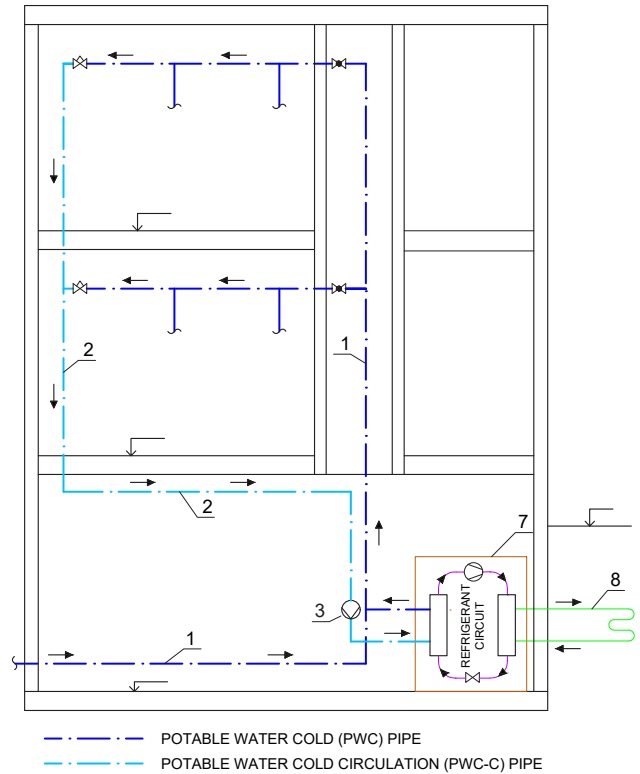 2
1
2
7
8
3
REFRIGERANT
CIRCUIT
1
POTABLE WATER COLD (PWC) PIPE
POTABLE WATER COLD CIRCULATION (PWC-C) PIPE